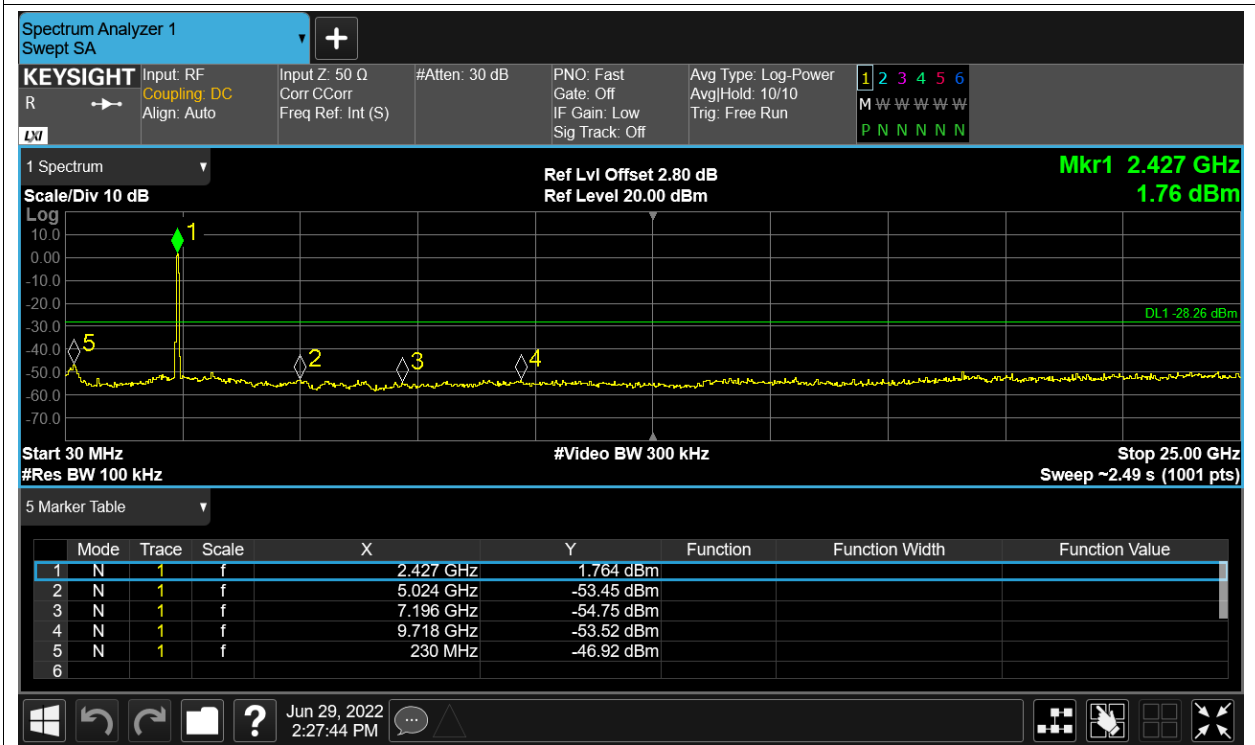 Spectrum Analyzer 1
Swept SA
KEYSIGHT
R
LXI
Input: RF
Coupling: DC
Align: Auto
Input Z: 50 Ω
Corr CCorr
Freq Ref: Int (S)
#Atten: 30 dB
PNO: Fast
Gate: Off
IF Gain: Low
Sig Track: Off
Avg Type: Log-Power
Avg|Hold: 10/10
Trig: Free Run
1 2 3 4 5 6
M W W W W W
P N N N N N
1 Spectrum
Scale/Div 10 dB
Ref Lvl Offset 2.80 dB
Ref Level 20.00 dBm
Mkr1 2.427 GHz
1.76 dBm
Log
10.0
0.00
-10.0
-20.0
-30.0
-40.0
-50.0
-60.0
-70.0
1
5
2
3
4
DL1 -28.26 dBm
Start 30 MHz
#Res BW 100 kHz
#Video BW 300 kHz
Stop 25.00 GHz
Sweep ~2.49 s (1001 pts)
5 Marker Table
Mode Trace Scale X Y Function Function Width Function Value
1 N 1 f 2.427 GHz 1.764 dBm
2 N 1 f 5.024 GHz -53.45 dBm
3 N 1 f 7.196 GHz -54.75 dBm
4 N 1 f 9.718 GHz -53.52 dBm
5 N 1 f 230 MHz -46.92 dBm
6
?
Jun 29, 2022
2:27:44 PM